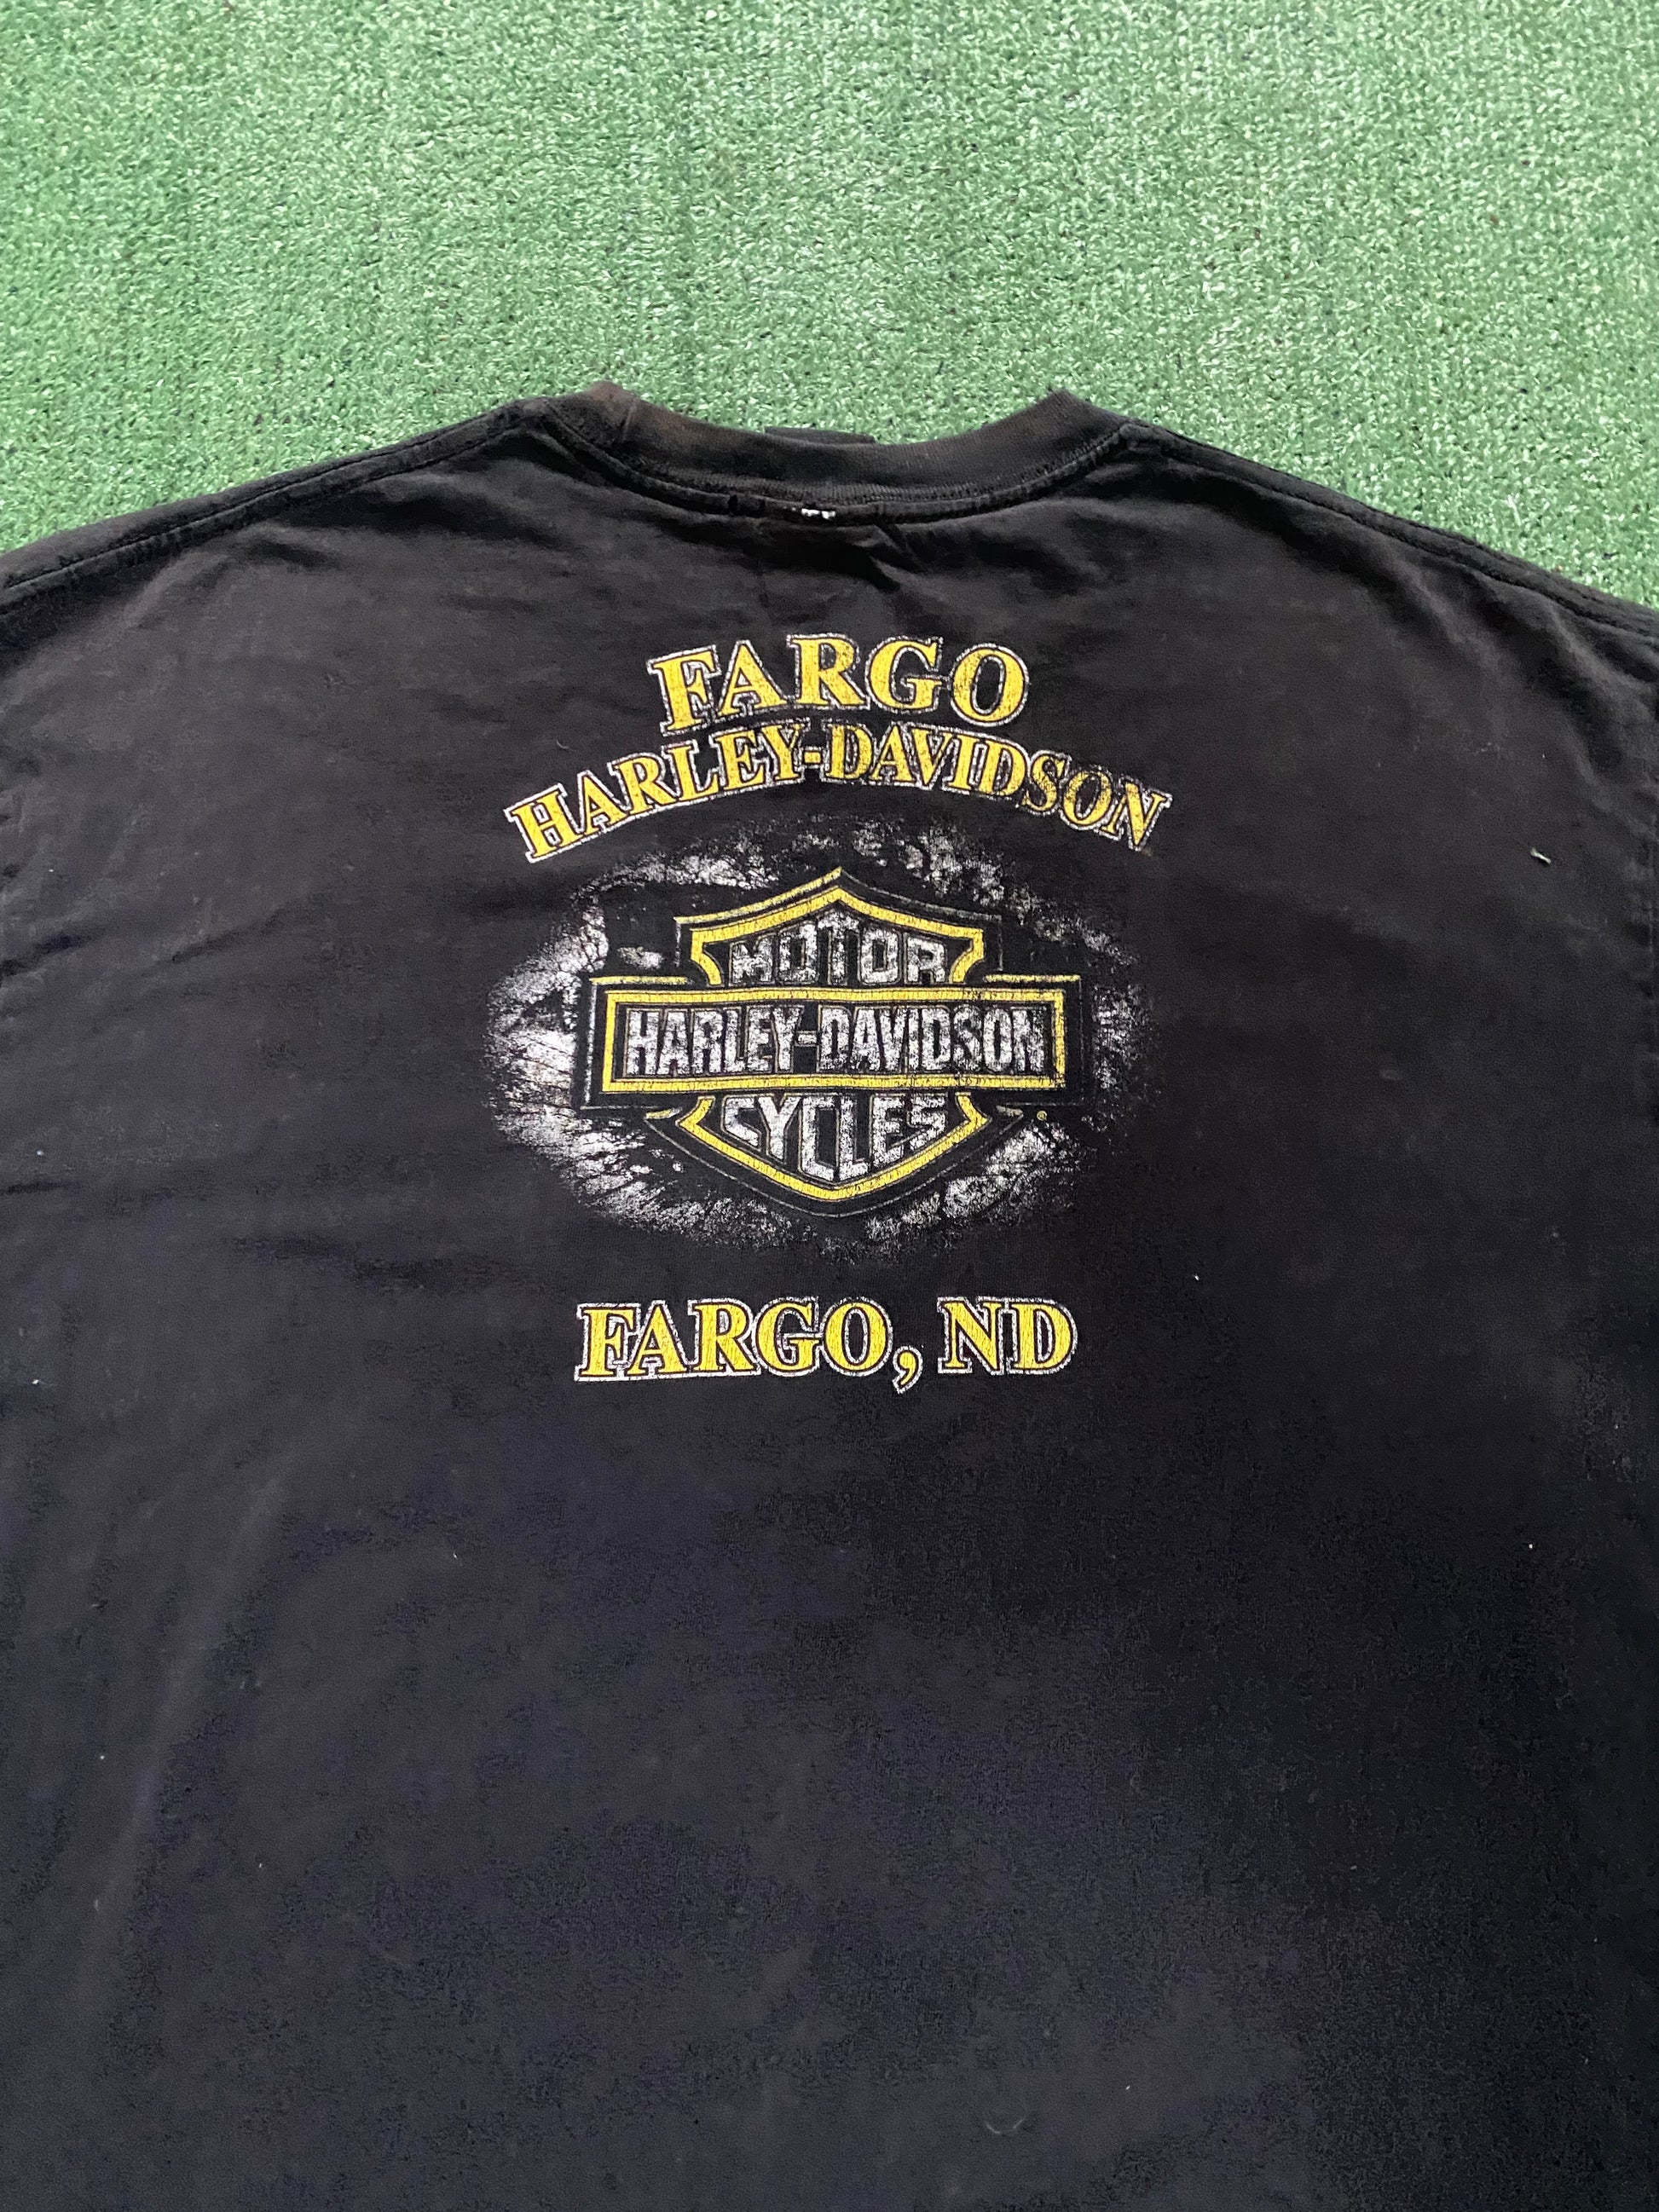 FARGO
HARLEY-DAVIDSON
MOTOR
HARLEY-DAVIDSON
CYCLES
®
FARGO, ND